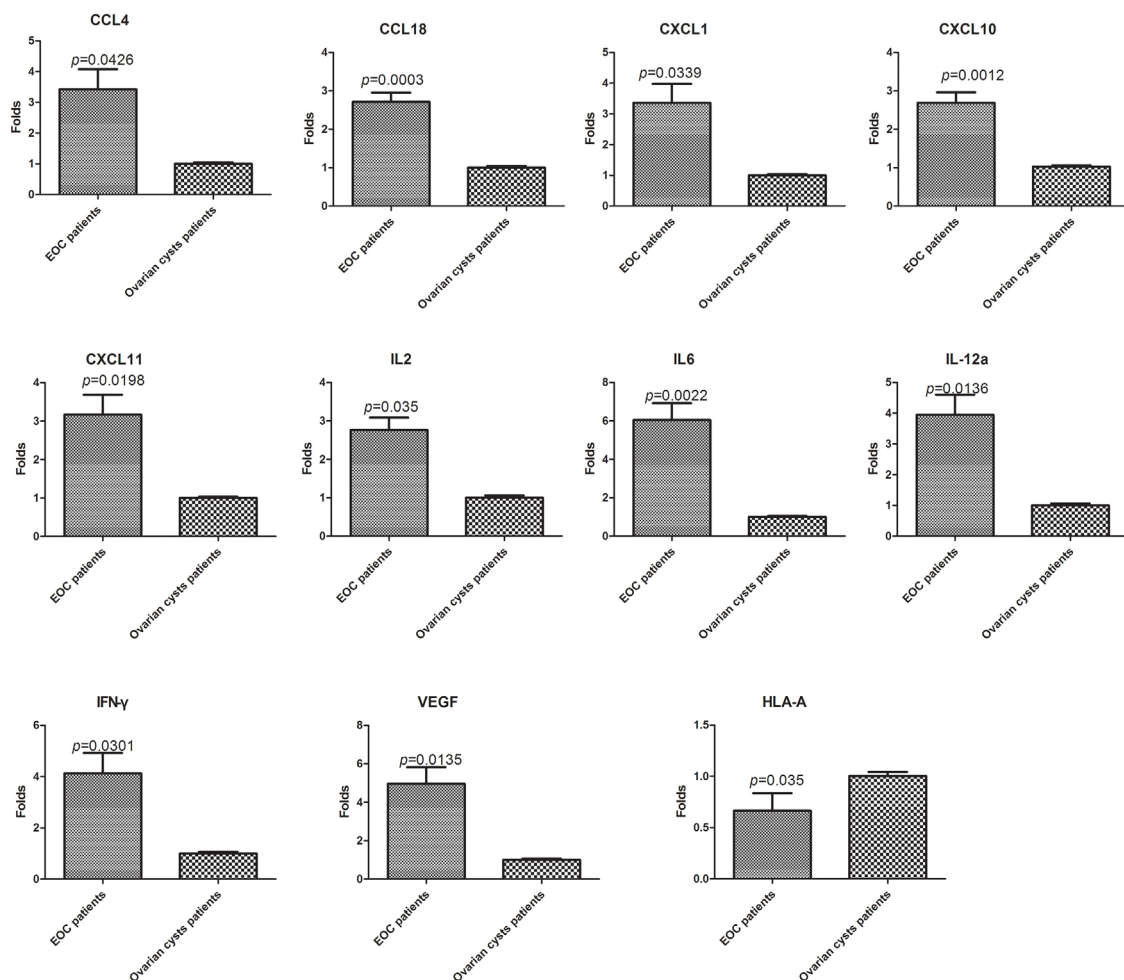 CCL4
Folds
5
4
3
2
1
0
p=0.0426
EOC patients
Ovarian cysts patients
CCL18
Folds
4
3
2
1
0
p=0.0003
EOC patients
Ovarian cysts patients
CXCL1
Folds
5
4
3
2
1
0
p=0.0339
EOC patients
Ovarian cysts patients
CXCL10
Folds
4
3
2
1
0
p=0.0012
EOC patients
Ovarian cysts patients
CXCL11
Folds
4
3
2
1
0
p=0.0198
EOC patients
Ovarian cysts patients
IL2
Folds
4
3
2
1
0
p=0.035
EOC patients
Ovarian cysts patients
IL6
Folds
8
6
4
2
0
p=0.0022
EOC patients
Ovarian cysts patients
IL-12a
Folds
5
4
3
2
1
0
p=0.0136
EOC patients
Ovarian cysts patients
IFN-γ
Folds
6
4
2
0
p=0.0301
EOC patients
Ovarian cysts patients
VEGF
Folds
8
6
4
2
0
p=0.0135
EOC patients
Ovarian cysts patients
HLA-A
Folds
1.5
1.0
0.5
0.0
p=0.035
EOC patients
Ovarian cysts patients